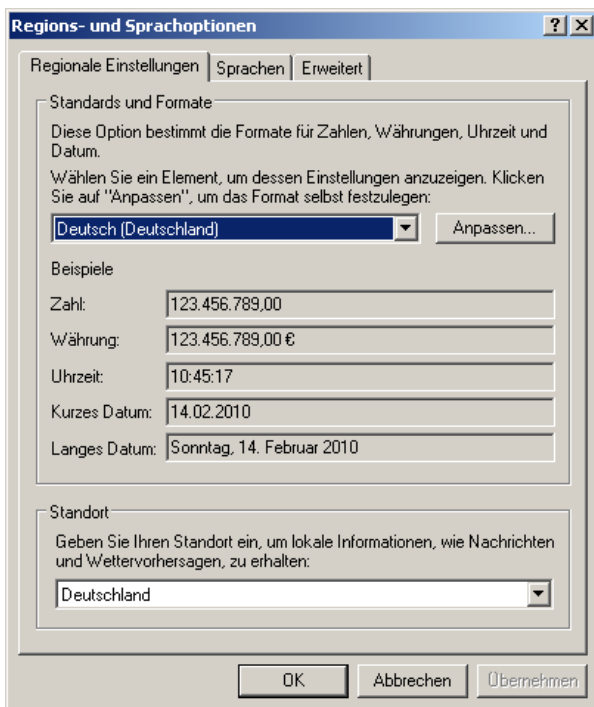 Regions- und Sprachoptionen
Regionale Einstellungen Sprachen Erweitert
Standards und Formate
Diese Option bestimmt die Formate für Zahlen, Währungen, Uhrzeit und
Datum.
Wählen Sie ein Element, um dessen Einstellungen anzuzeigen. Klicken
Sie auf "Anpassen", um das Format selbst festzulegen:
Deutsch (Deutschland) Anpassen...
Beispiele
Zahl: 123.456.789,00
Währung: 123.456.789,00 €
Uhrzeit: 10:45:17
Kurzes Datum: 14.02.2010
Langes Datum: Sonntag, 14. Februar 2010
Standort
Geben Sie Ihren Standort ein, um lokale Informationen, wie Nachrichten
und Wettervorhersagen, zu erhalten:
Deutschland
OK Abbrechen Übernehmen